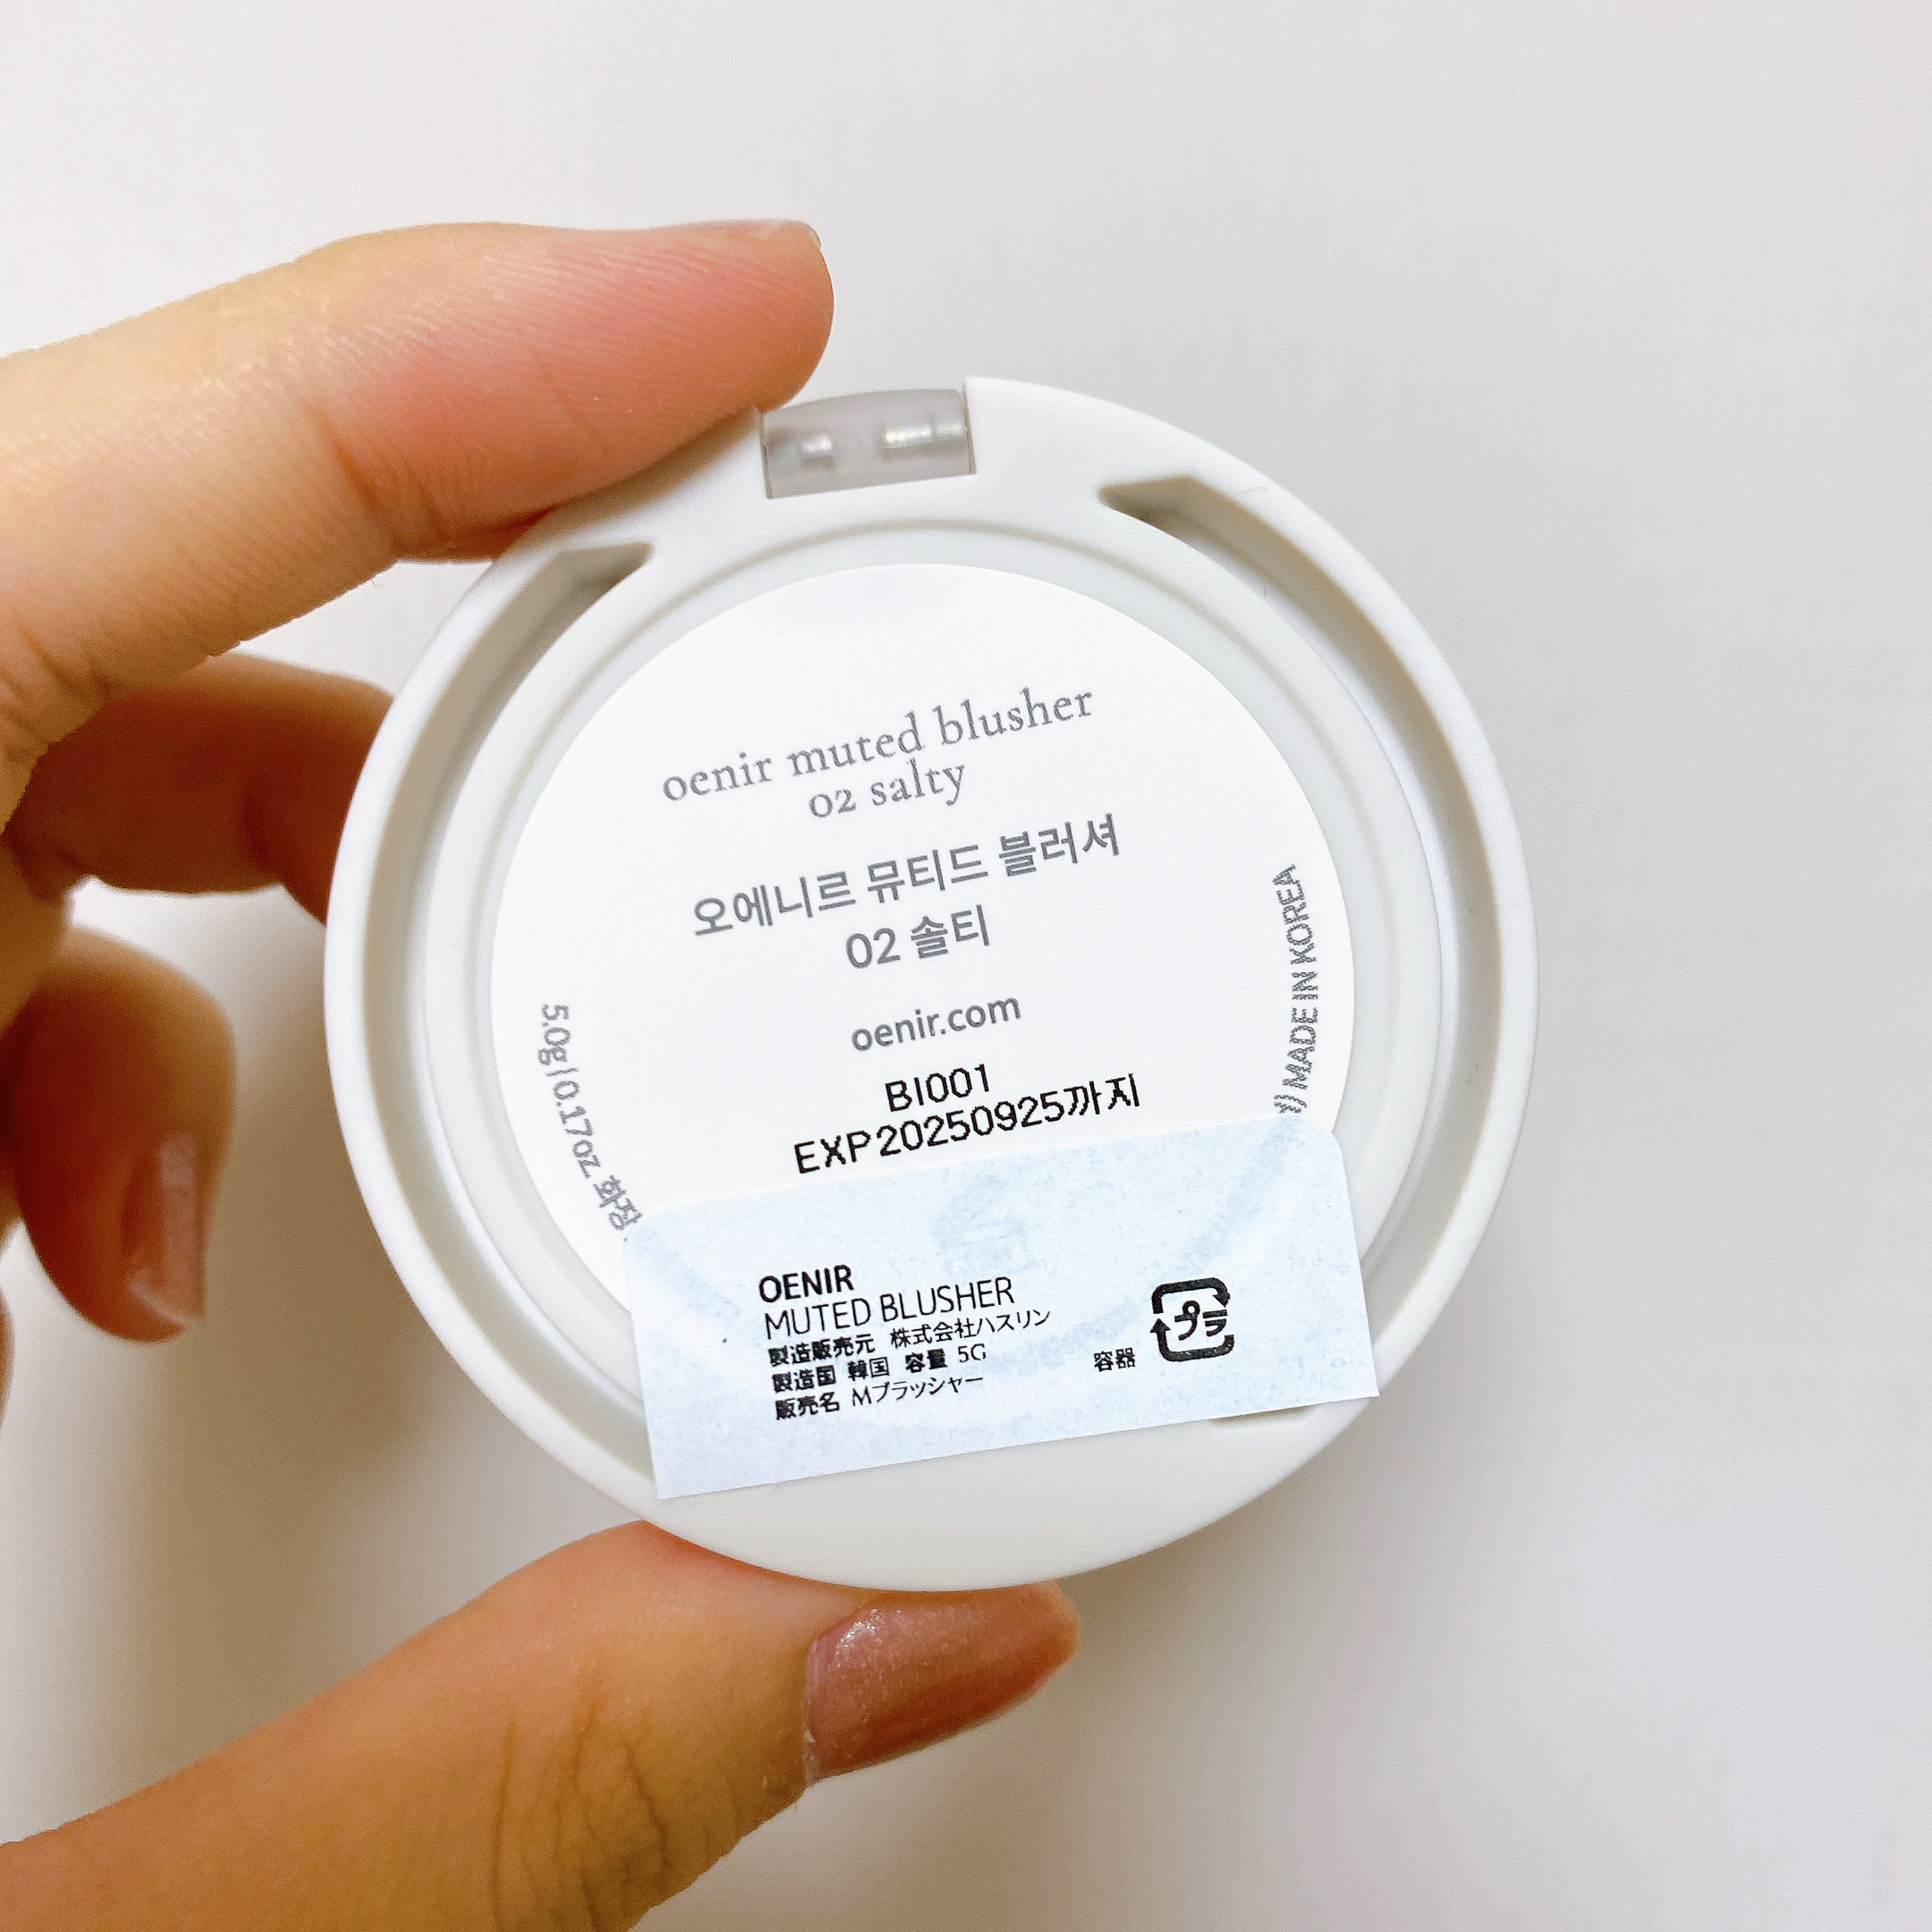 oenir muted blusher
02 salty
오에니르 뮤티드 블러셔
02 솔티
oenir.com
BI001
EXP20250925까지
5.0g | 0.17oz 화장
MADE IN KOREA
OENIR
MUTED BLUSHER
製造販売元 株式会社ハスリン
製造国 韓国 容量 5G
販売名 Mブラッシャー
容器
プラ